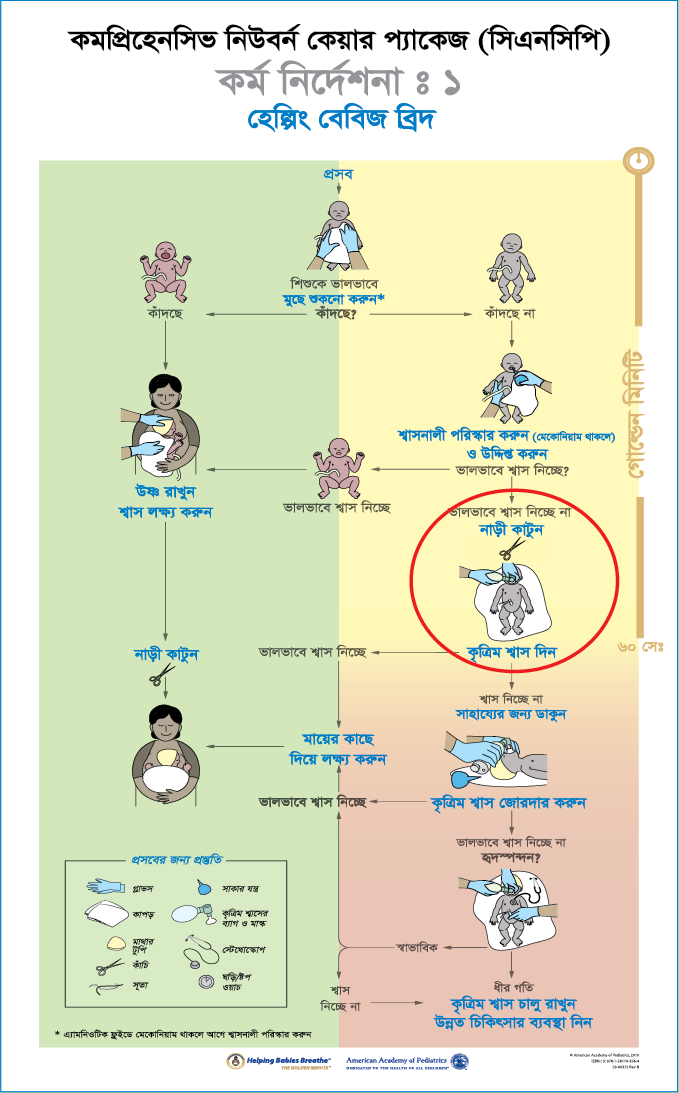 কমপ্রিহেনসিভ নিউবর্ন কেয়ার প্যাকেজ (সিএনসিপি)
কর্ম নির্দেশনা ঃ ১
হেল্পিং বেবিজ ব্রিদ
প্রসব
শিশুকে ভালভাবে
মুছে শুকনো করুন*
কাঁদছে
কাঁদছে?
কাঁদছে না
গোল্ডেন মিনিট
শ্বাসনালী পরিস্কার করুন (মেকোনিয়াম থাকলে)
ও উদ্দিপ্ত করুন
ভালভাবে শ্বাস নিচ্ছে?
উষ্ণ রাখুন
শ্বাস লক্ষ্য করুন
ভালভাবে শ্বাস নিচ্ছে
ভালভাবে শ্বাস নিচ্ছে না
নাড়ী কাটুন
৬০ সেঃ
নাড়ী কাটুন
ভালভাবে শ্বাস নিচ্ছে
কৃত্রিম শ্বাস দিন
শ্বাস নিচ্ছে না
সাহায্যের জন্য ডাকুন
মায়ের কাছে
দিয়ে লক্ষ্য করুন
ভালভাবে শ্বাস নিচ্ছে
কৃত্রিম শ্বাস জোরদার করুন
ভালভাবে শ্বাস নিচ্ছে না
হৃদস্পন্দন?
প্রসবের জন্য প্রস্তুতি
গ্লাভস
সাকার যন্ত্র
কাপড়
কৃত্রিম শ্বাসের
ব্যাগ ও মাস্ক
মাথার
টুপি
স্টেথোস্কোপ
কাঁচি
সূতা
ঘড়ি/ষ্টপ
ওয়াচ
স্বাভাবিক
শ্বাস
নিচ্ছে না
ধীর গতি
কৃত্রিম শ্বাস চালু রাখুন
উন্নত চিকিৎসার ব্যবস্থা নিন
* এ্যামনিওটিক ফ্লুইডে মেকোনিয়াম থাকলে আগে শ্বাসনালী পরিস্কার করুন
Helping Babies Breathe
THE GOLDEN MINUTE
American Academy of Pediatrics
DEDICATED TO THE HEALTH OF ALL CHILDREN
© American Academy of Pediatrics, 2010